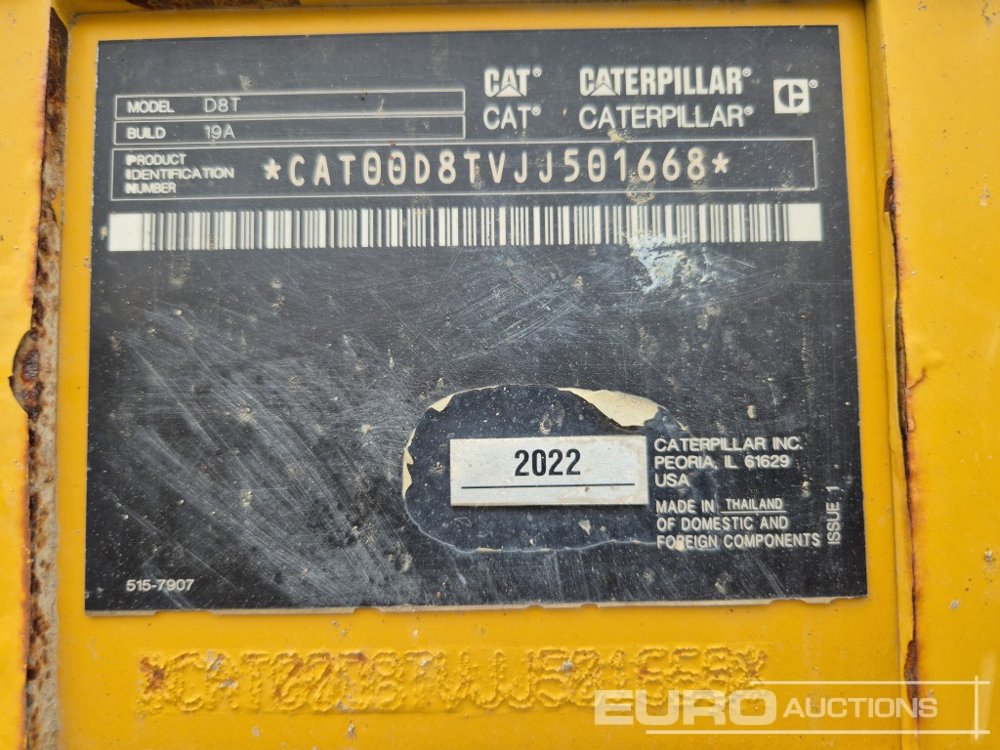 CAT® CATERPILLAR®
CAT® CATERPILLAR®
MODEL D8T
BUILD 19A
PRODUCT IDENTIFICATION NUMBER
*CAT00D8TVJJ501668*
2022
CATERPILLAR INC.
PEORIA, IL 61629
USA
MADE IN THAILAND
OF DOMESTIC AND
FOREIGN COMPONENTS
ISSUE 1
515-7907
*CAT00D8TVJJ501668*
EURO AUCTIONS